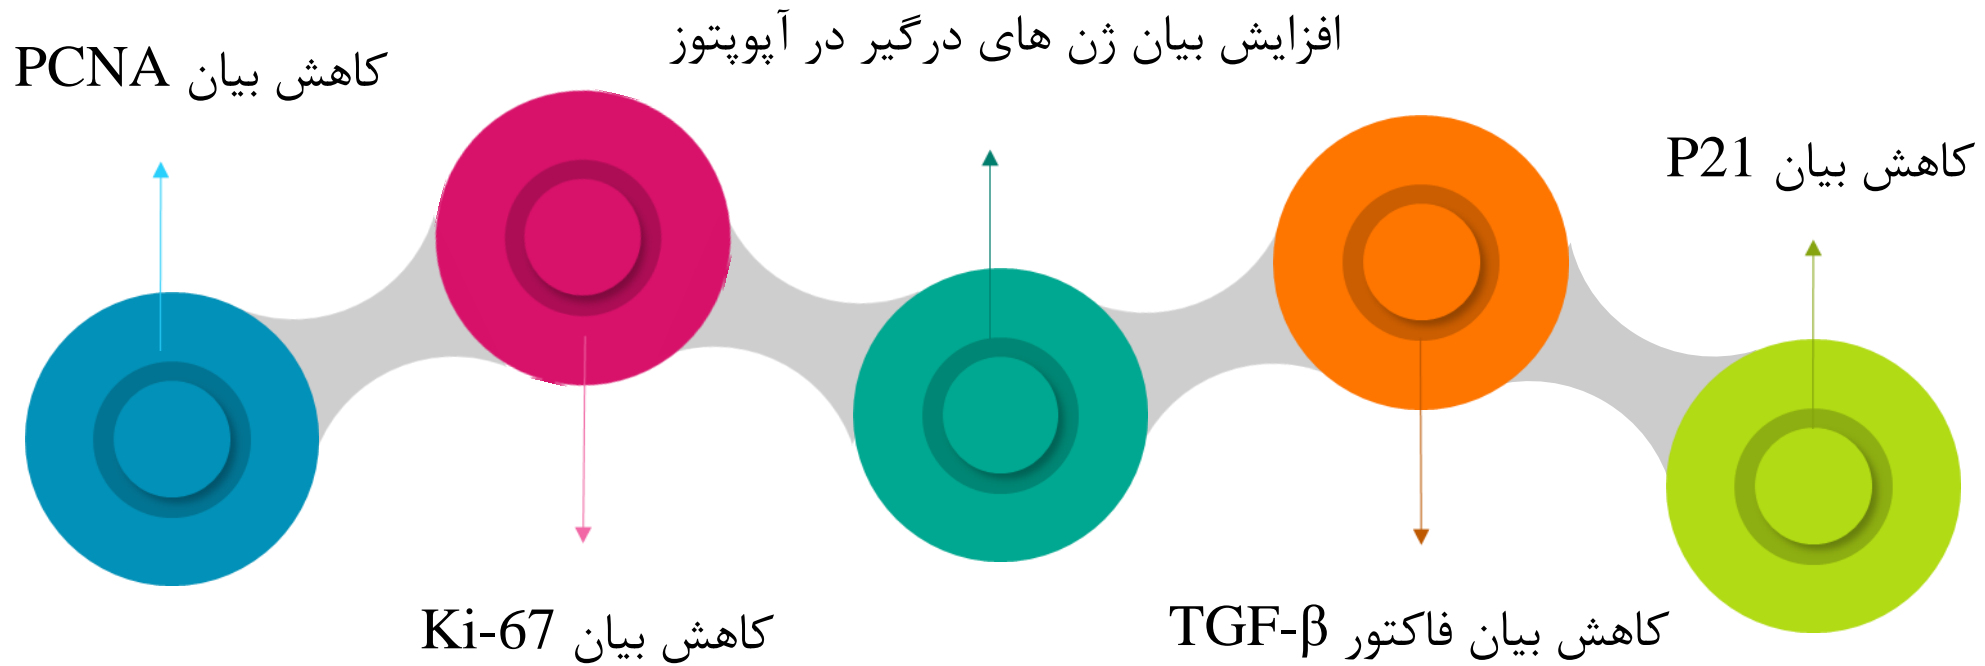 افزایش بیان ژن های درگیر در آپوپتوز
کاهش بیان PCNA
کاهش بیان P21
کاهش بیان Ki-67
کاهش بیان فاکتور TGF-β